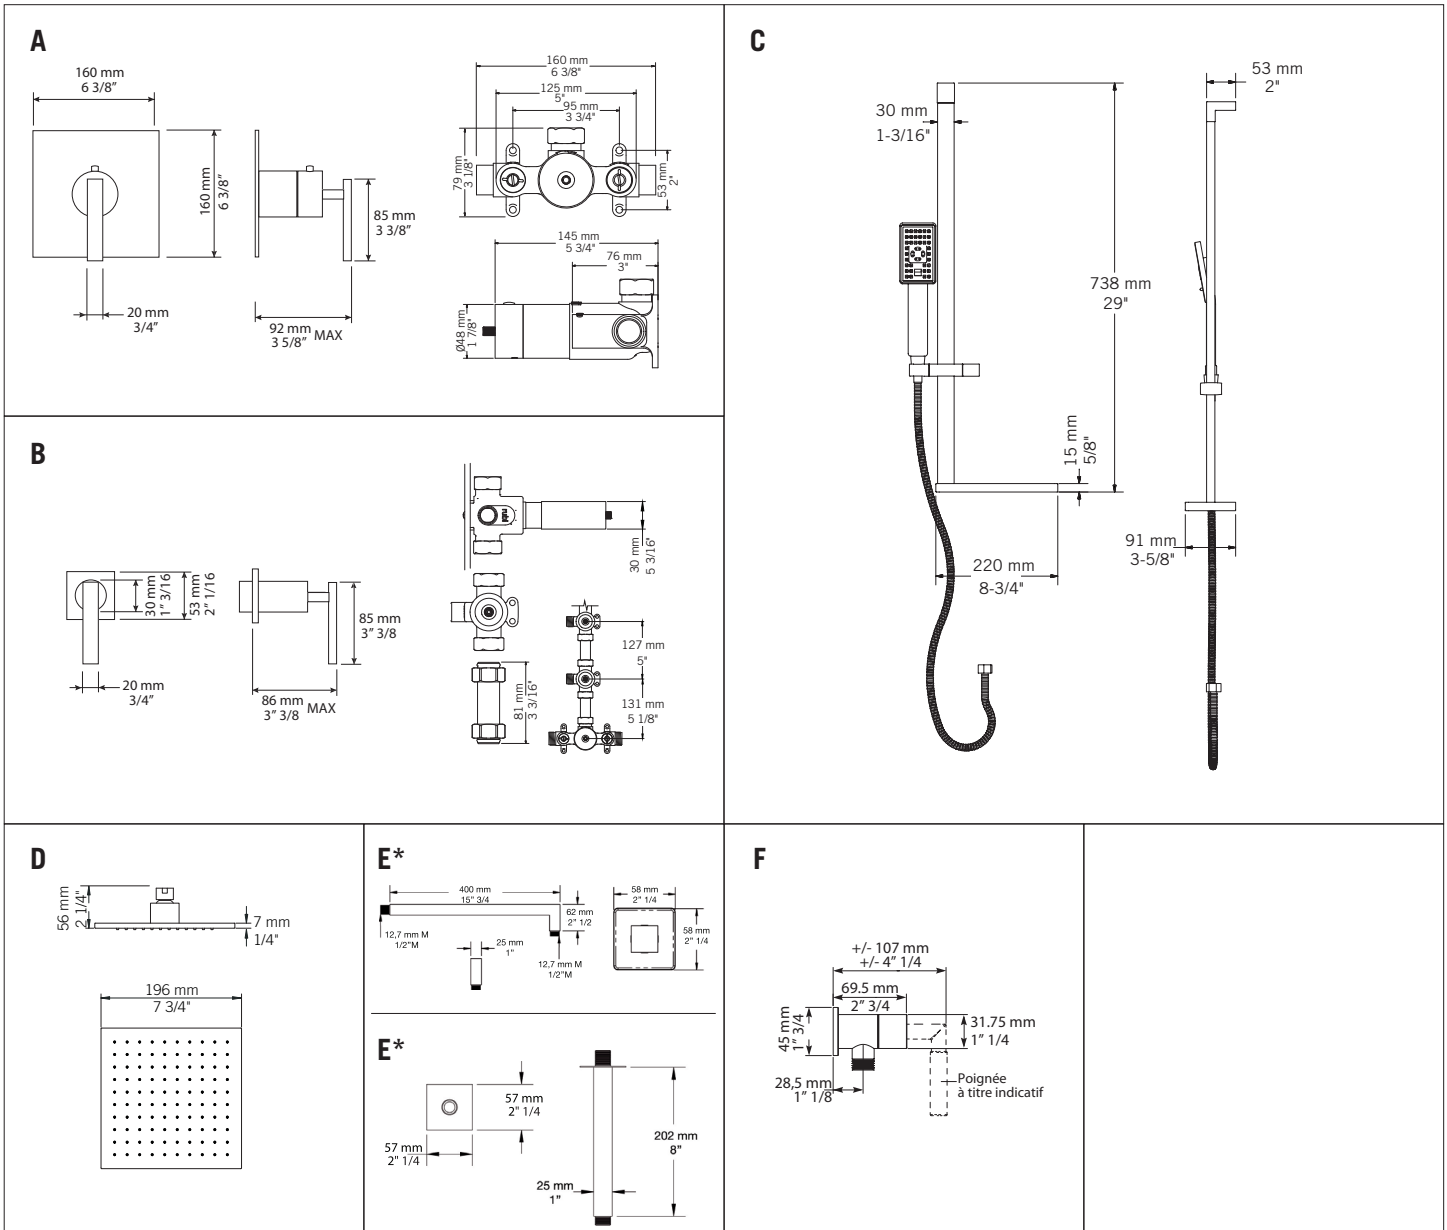 A
160 mm
6 3/8"
160 mm
6 3/8"
20 mm
3/4"
92 mm MAX
3 5/8"
85 mm
3 3/8"
160 mm
6 3/8"
125 mm
5"
95 mm
3 3/4"
79 mm
3 1/8"
53 mm
2"
145 mm
5 3/4"
76 mm
3"
Ø48 mm
1 7/8"
B
30 mm
1" 3/16
53 mm
2" 1/16
20 mm
3/4"
85 mm
3" 3/8
86 mm MAX
3" 3/8
rubi
30 mm
5 3/16"
81 mm
3 3/16"
127 mm
5"
131 mm
5 1/8"
C
30 mm
1-3/16"
53 mm
2"
738 mm
29"
15 mm
5/8"
220 mm
8-3/4"
91 mm
3-5/8"
D
56 mm
2 1/4"
7 mm
1/4"
196 mm
7 3/4"
E*
400 mm
15" 3/4
62 mm
2" 1/2
12,7 mm M
1/2"M
25 mm
1"
12,7 mm M
1/2"M
58 mm
2" 1/4
58 mm
2" 1/4
E*
57 mm
2" 1/4
57 mm
2" 1/4
202 mm
8"
25 mm
1"
F
+/- 107 mm
+/- 4" 1/4
69.5 mm
2" 3/4
45 mm
1" 3/4
31.75 mm
1" 1/4
28,5 mm
1" 1/8
Poignée
à titre indicatif